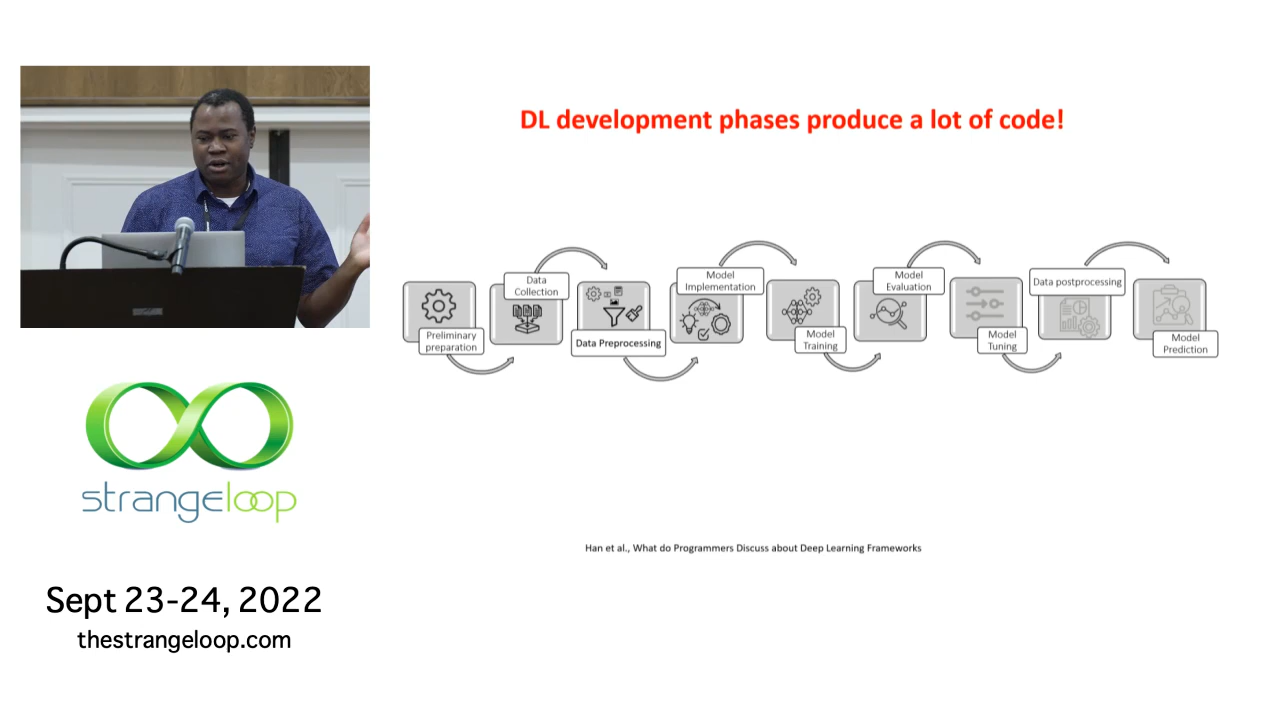 DL development phases produce a lot of code!
Preliminary
preparation
Data
Collection
Data Preprocessing
Model
Implementation
Model
Training
Model
Evaluation
Model
Tuning
Data postprocessing
Model
Prediction
strangeloop
Han et al., What do Programmers Discuss about Deep Learning Frameworks
Sept 23-24, 2022
thestrangeloop.com